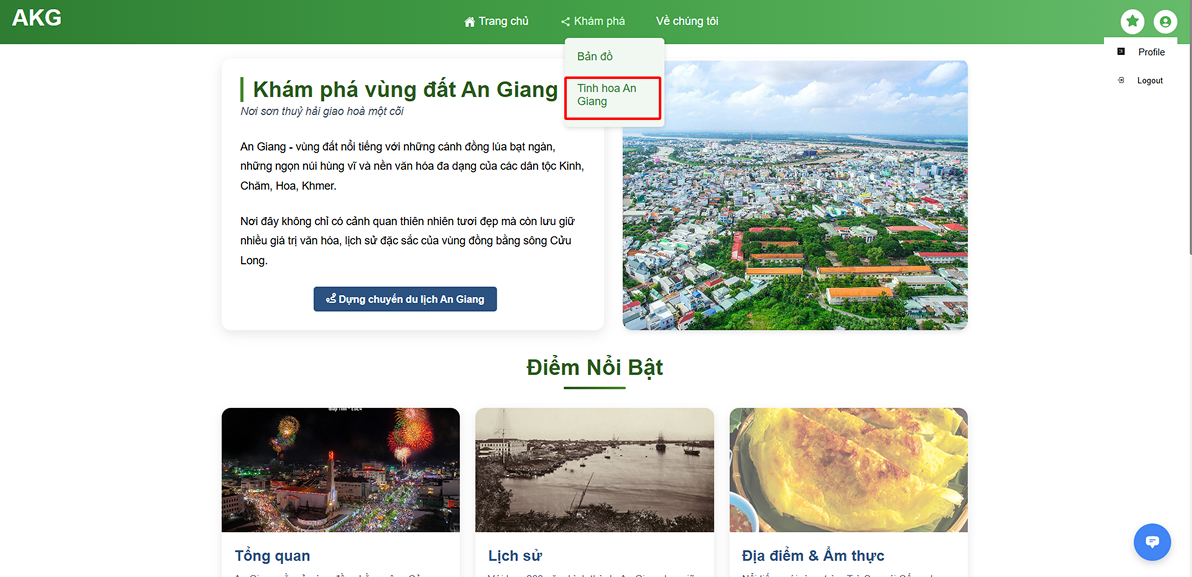 AKG
Trang chủ
Khám phá
Về chúng tôi
Bản đồ
Tinh hoa An
Giang
Profile
Logout
Khám phá vùng đất An Giang
Nơi sơn thuỷ hải giao hoà một cõi
An Giang - vùng đất nổi tiếng với những cánh đồng lúa bạt ngàn,
những ngọn núi hùng vĩ và nền văn hóa đa dạng của các dân tộc Kinh,
Chăm, Hoa, Khmer.
Nơi đây không chỉ có cảnh quan thiên nhiên tươi đẹp mà còn lưu giữ
nhiều giá trị văn hóa, lịch sử đặc sắc của vùng đồng bằng sông Cửu
Long.
Dựng chuyến du lịch An Giang
Điểm Nổi Bật
Tổng quan
Lịch sử
Địa điểm & Ẩm thực